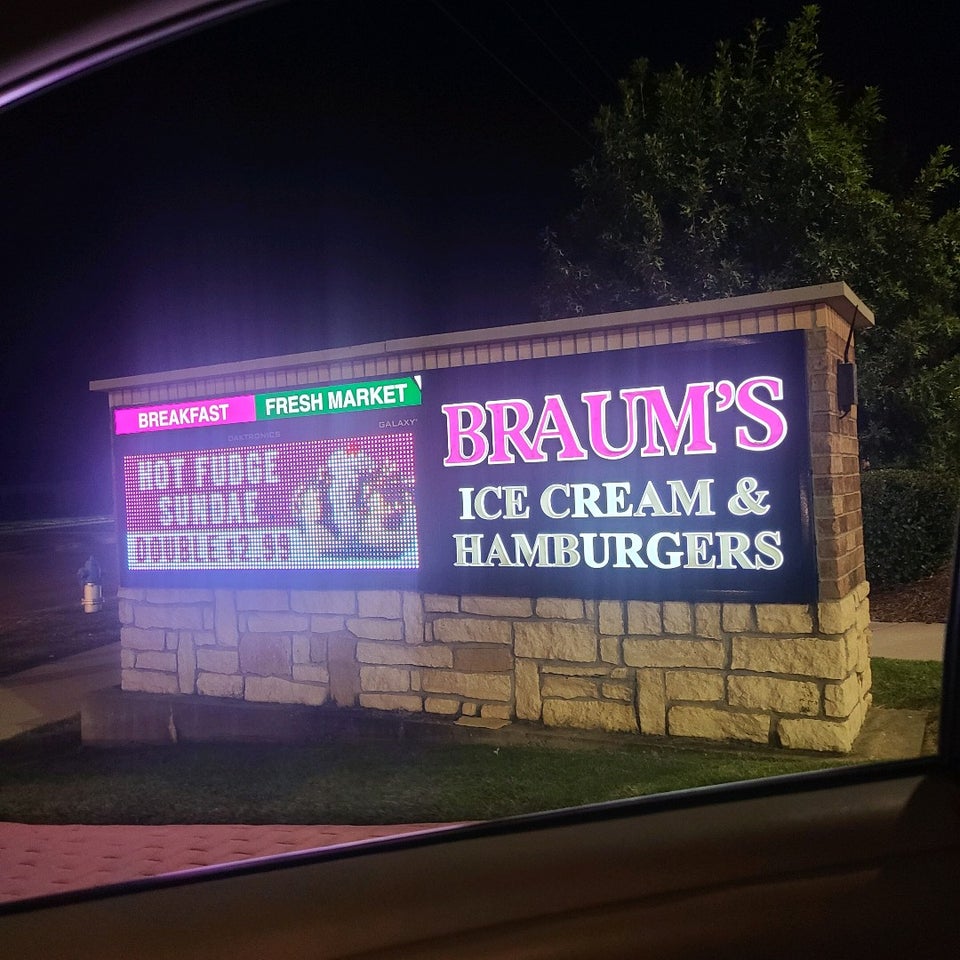 BREAKFAST
FRESH MARKET
DAKTRONICS
GALAXY
HOT FUDGE
SUNDAE
DOUBLE $2.99
BRAUM'S
ICE CREAM &
HAMBURGERS